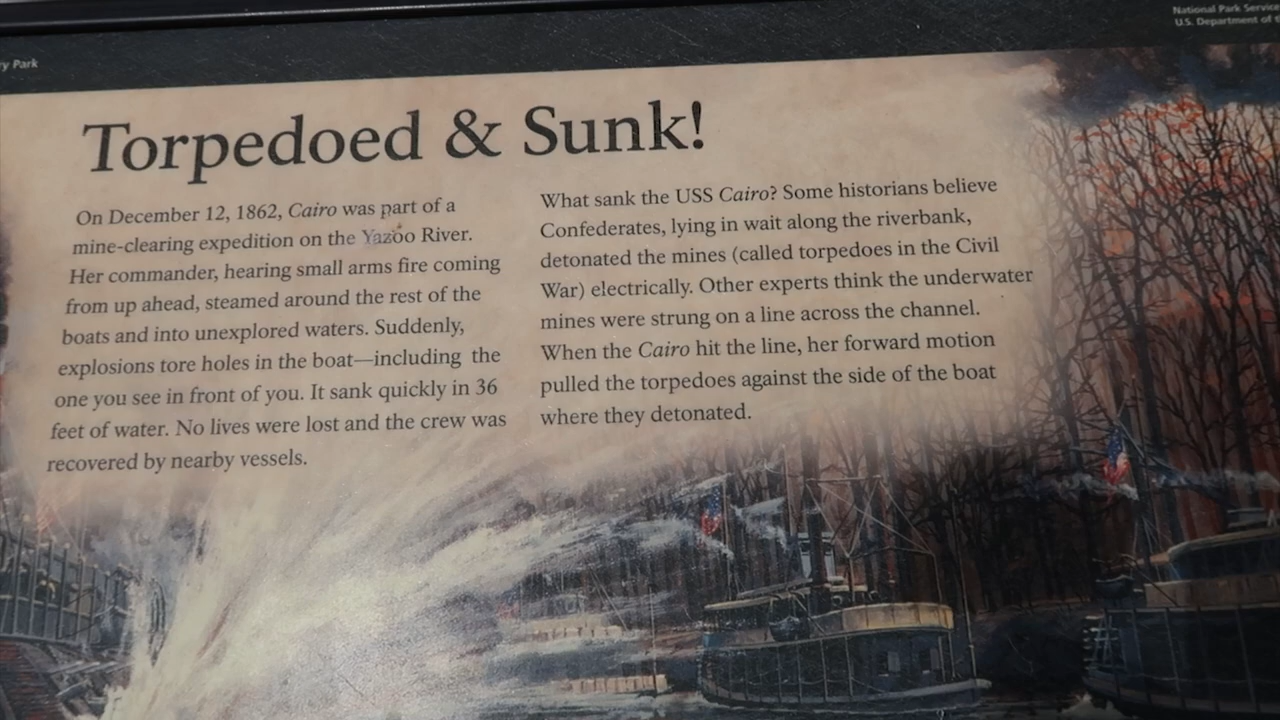 National Park Service
U.S. Department of
ry Park
Torpedoed & Sunk!
On December 12, 1862, Cairo was part of a
mine-clearing expedition on the Yazoo River.
Her commander, hearing small arms fire coming
from up ahead, steamed around the rest of the
boats and into unexplored waters. Suddenly,
explosions tore holes in the boat—including the
one you see in front of you. It sank quickly in 36
feet of water. No lives were lost and the crew was
recovered by nearby vessels.
What sank the USS Cairo? Some historians believe
Confederates, lying in wait along the riverbank,
detonated the mines (called torpedoes in the Civil
War) electrically. Other experts think the underwater
mines were strung on a line across the channel.
When the Cairo hit the line, her forward motion
pulled the torpedoes against the side of the boat
where they detonated.